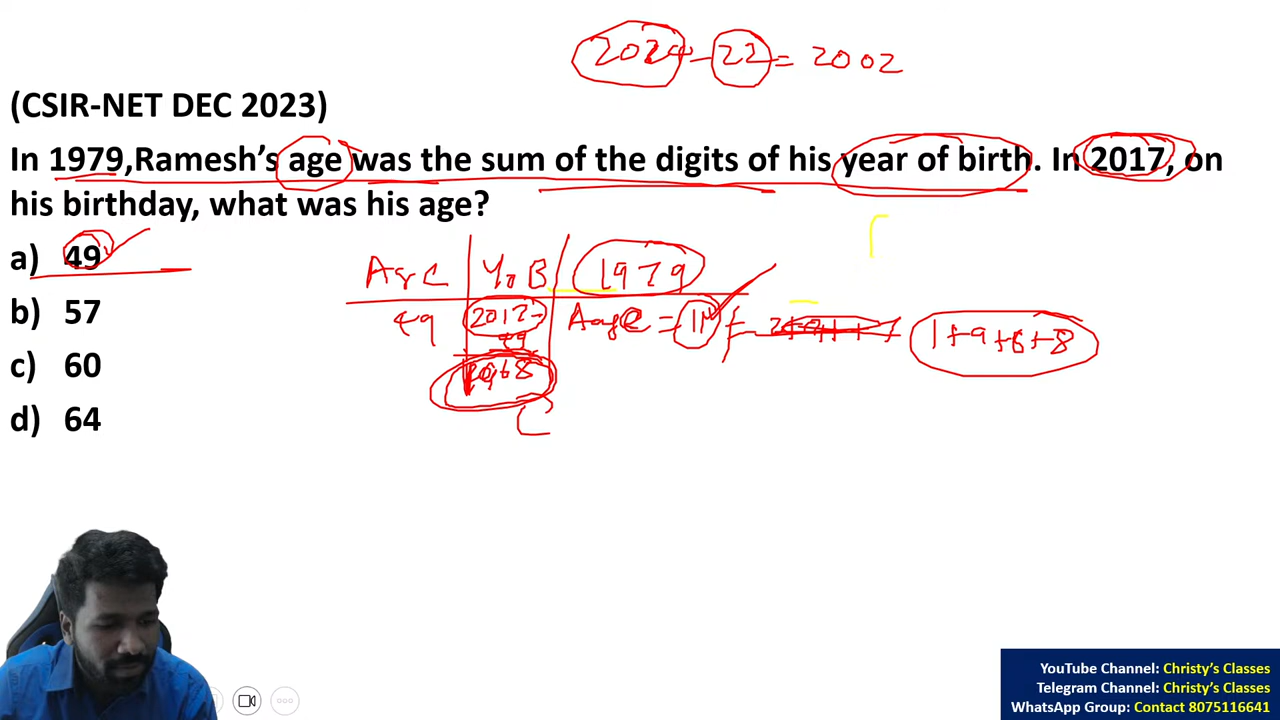 2024 - 22 = 2002
(CSIR-NET DEC 2023)
In 1979,Ramesh's age was the sum of the digits of his year of birth. In 2017, on
his birthday, what was his age?
a) 49
b) 57
c) 60
d) 64
Age YoB 1979
49 2017- Aage = 11 1+9+6+8
49
1968
YouTube Channel: Christy's Classes
Telegram Channel: Christy's Classes
WhatsApp Group: Contact 8075116641